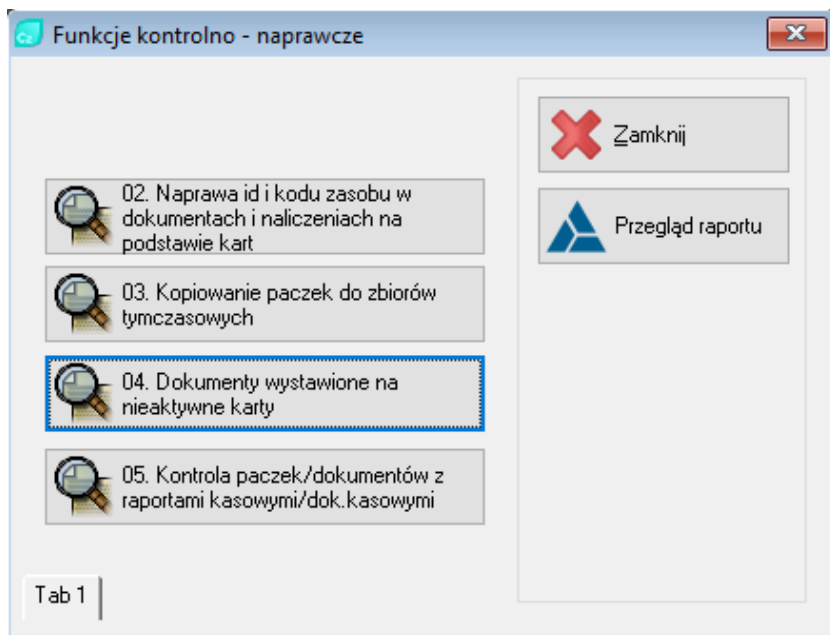 Cz
Funkcje kontrolno - naprawcze
02. Naprawa id i kodu zasobu w
dokumentach i naliczeniach na
podstawie kart
03. Kopiowanie paczek do zbiorów
tymczasowych
04. Dokumenty wystawione na
nieaktywne karty
05. Kontrola paczek/dokumentów z
raportami kasowymi/dok.kasowymi
Tab 1
Zamknij
Przegląd raportu